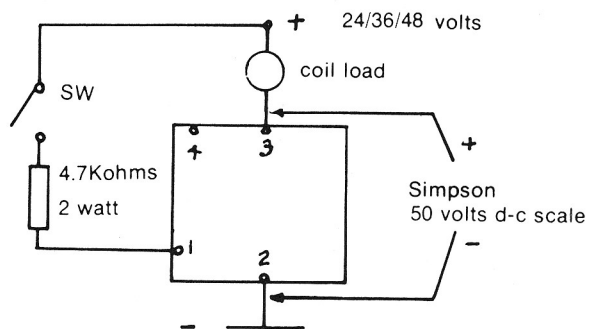 + 24/36/48 volts
coil load
SW
4 3
+
4.7Kohms
2 watt
Simpson
50 volts d-c scale
1
2
-
-